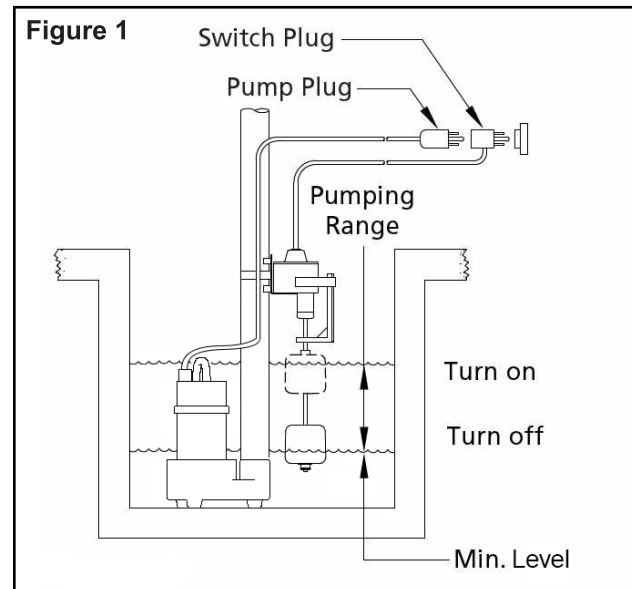 Figure 1
Switch Plug
Pump Plug
Pumping
Range
Turn on
Turn off
Min. Level